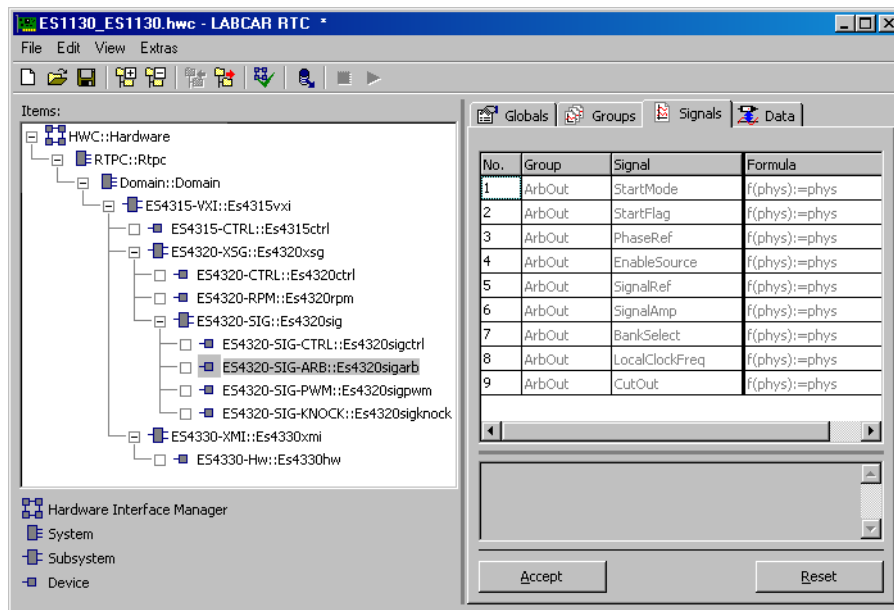 ES1130_ES1130.hwc - LABCAR RTC *
File Edit View Extras
Items:
HWC::Hardware
RTPC::Rtpc
Domain::Domain
ES4315-VXI::Es4315vxi
ES4315-CTRL::Es4315ctrl
ES4320-XSG::Es4320xsg
ES4320-CTRL::Es4320ctrl
ES4320-RPM::Es4320rpm
ES4320-SIG::Es4320sig
ES4320-SIG-CTRL::Es4320sigctrl
ES4320-SIG-ARB::Es4320sigarb
ES4320-SIG-PWM::Es4320sigpwm
ES4320-SIG-KNOCK::Es4320sigknock
ES4330-XMI::Es4330xmi
ES4330-Hw::Es4330hw
Hardware Interface Manager
System
Subsystem
Device
Globals Groups Signals Data
No. Group Signal Formula
1 ArbOut StartMode f(phys):=phys
2 ArbOut StartFlag f(phys):=phys
3 ArbOut PhaseRef f(phys):=phys
4 ArbOut EnableSource f(phys):=phys
5 ArbOut SignalRef f(phys):=phys
6 ArbOut SignalAmp f(phys):=phys
7 ArbOut BankSelect f(phys):=phys
8 ArbOut LocalClockFreq f(phys):=phys
9 ArbOut CutOut f(phys):=phys
Accept Reset